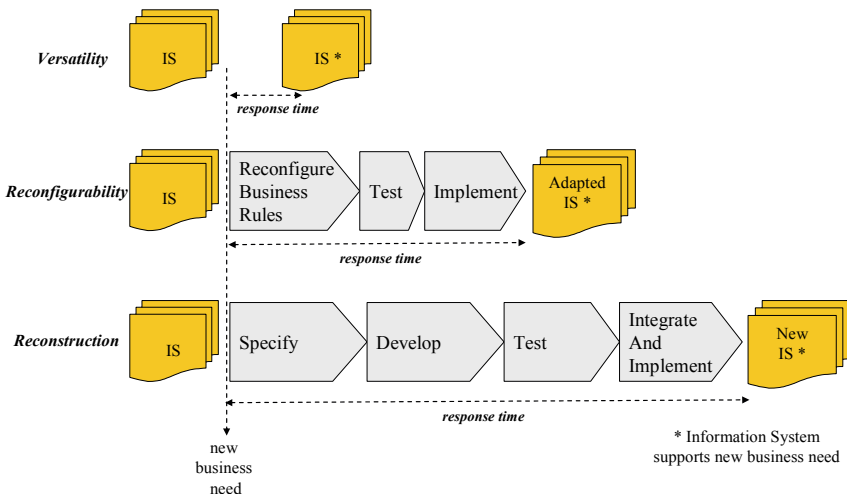 Versatility
IS
IS *
response time
Reconfigurability
IS
Reconfigure
Business
Rules
Test
Implement
Adapted
IS *
response time
Reconstruction
IS
Specify
Develop
Test
Integrate
And
Implement
New
IS *
response time
new
business
need
* Information System
supports new business need